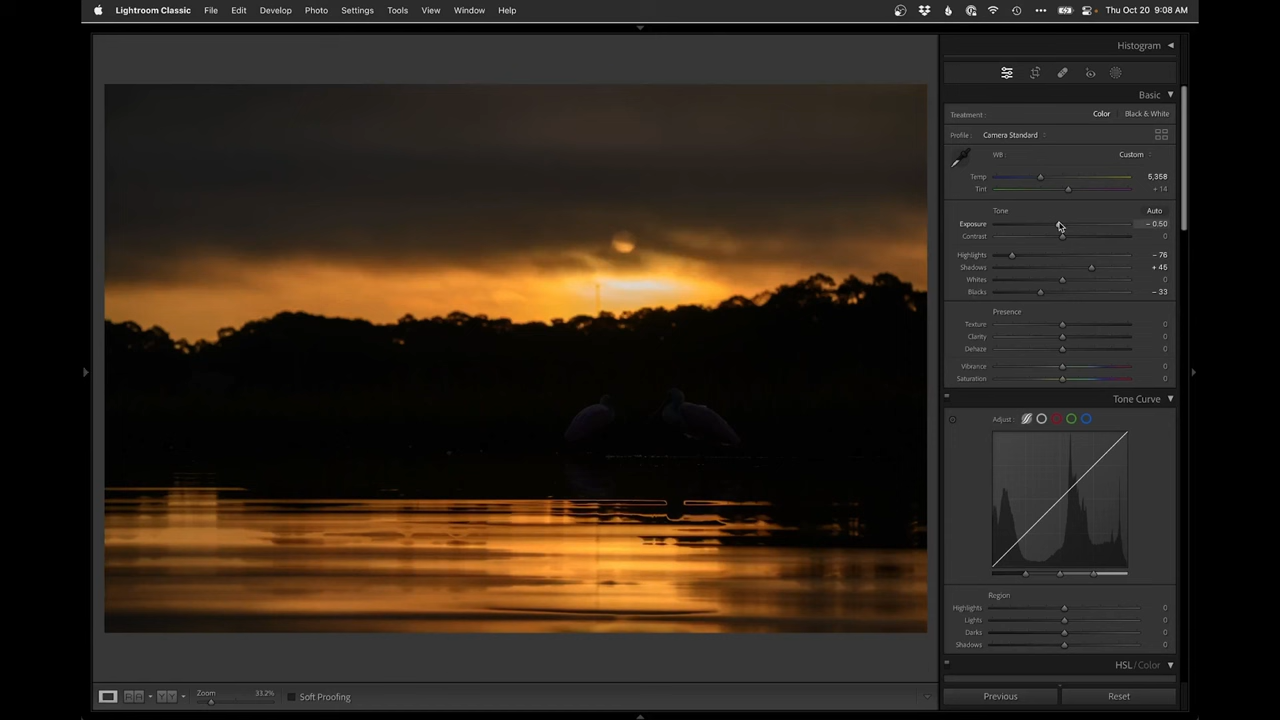 Lightroom Classic File Edit Develop Photo Settings Tools View Window Help Thu Oct 20 9:08 AM
Histogram
Basic
Treatment: Color Black & White
Profile: Camera Standard
WB: Custom
Temp 5,358
Tint + 14
Tone Auto
Exposure - 0.50
Contrast 0
Highlights - 76
Shadows + 45
Whites 0
Blacks - 33
Presence
Texture 0
Clarity 0
Dehaze 0
Vibrance 0
Saturation 0
Tone Curve
Adjust:
Region
Highlights 0
Lights 0
Darks 0
Shadows 0
HSL / Color
Zoom 33.2% Soft Proofing
Previous Reset